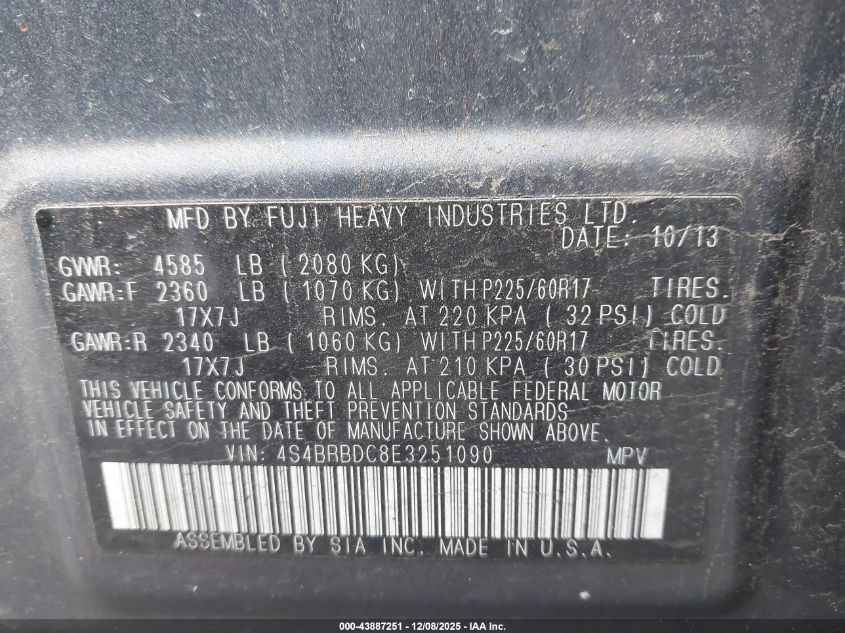 MFD BY FUJI HEAVY INDUSTRIES LTD.
DATE: 10/13
GVWR: 4585 LB ( 2080 KG)
GAWR:F 2360 LB ( 1070 KG) WITH P225/60R17 TIRES.
17X7J RIMS. AT 220 KPA ( 32 PSI) COLD
GAWR:R 2340 LB ( 1060 KG) WITH P225/60R17 TIRES.
17X7J RIMS. AT 210 KPA ( 30 PSI) COLD
THIS VEHICLE CONFORMS TO ALL APPLICABLE FEDERAL MOTOR
VEHICLE SAFETY AND THEFT PREVENTION STANDARDS
IN EFFECT ON THE DATE OF MANUFACTURE SHOWN ABOVE.
VIN: 4S4BRBDC8E3251090 MPV
ASSEMBLED BY SIA INC. MADE IN U.S.A.
000-43887251 - 12/08/2025 - IAA Inc.